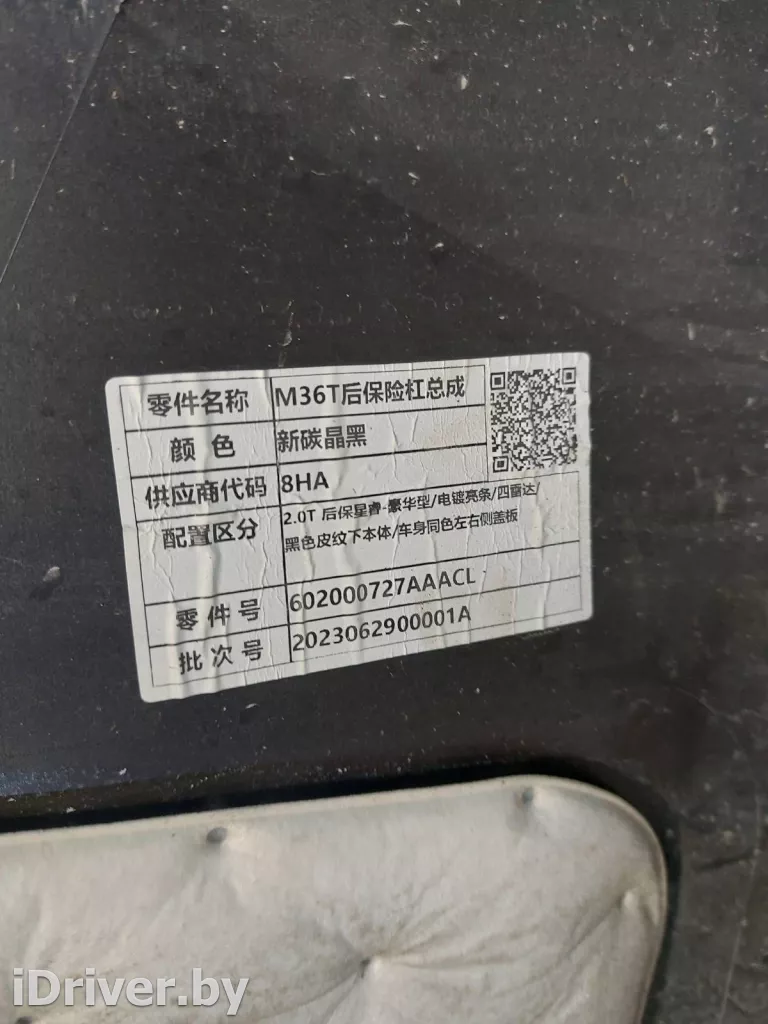 零件名称 M36T后保险杠总成
颜 色 新碳晶黑
供应商代码 8HA
配置区分 2.0T 后保星睿-豪华型/电镀亮条/四雷达/
黑色皮纹下本体/车身同色左右侧盖板
零 件 号 602000727AAACL
批 次 号 2023062900001A
iDriver.by